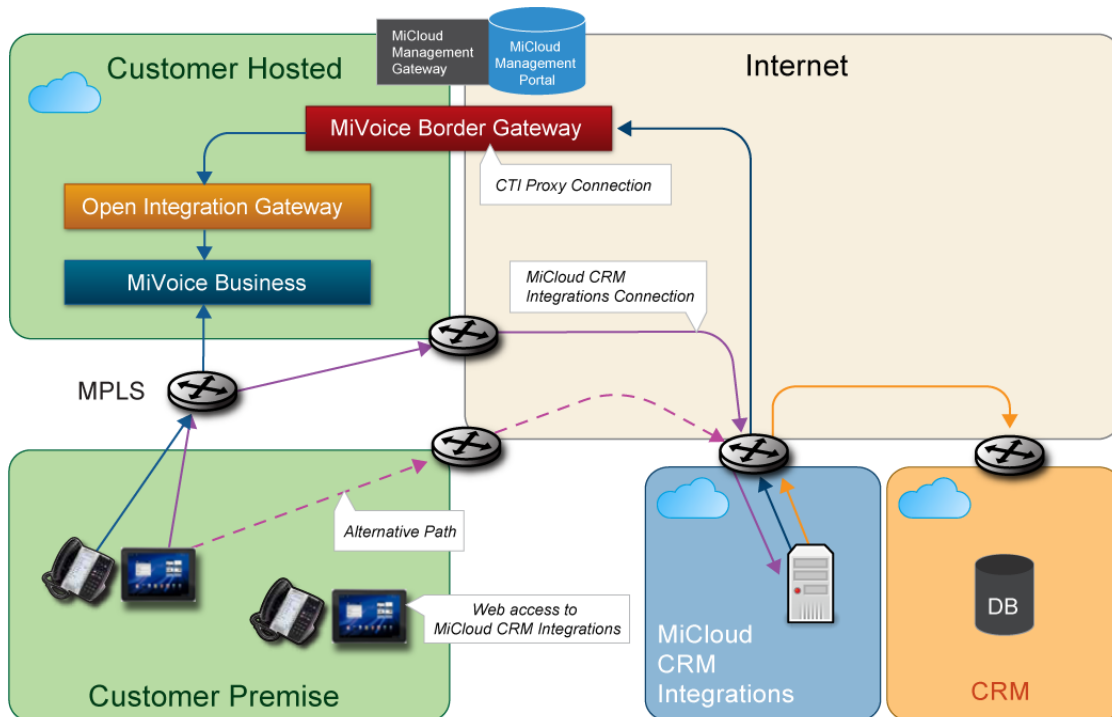 MiCloud
Management
Gateway
MiCloud
Management
Portal
Customer Hosted
Internet
MiVoice Border Gateway
CTI Proxy Connection
Open Integration Gateway
MiVoice Business
MiCloud CRM
Integrations Connection
MPLS
Alternative Path
Web access to
MiCloud CRM Integrations
Customer Premise
MiCloud
CRM
Integrations
DB
CRM